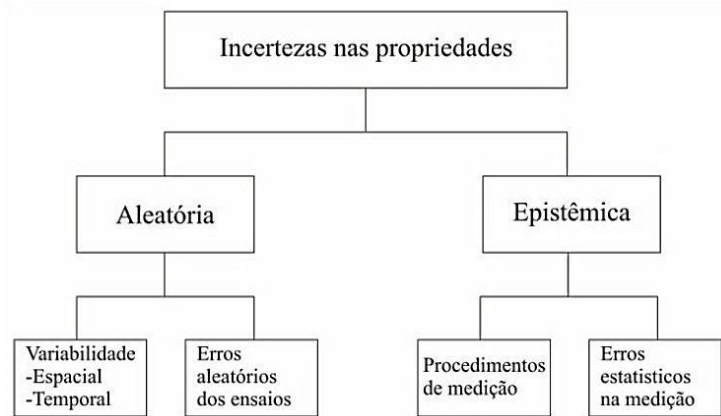 Incertezas nas propriedades
Aleatória
Epistêmica
Variabilidade
-Espacial
-Temporal
Erros
aleatórios
dos ensaios
Procedimentos
de medição
Erros
estatisticos
na medição